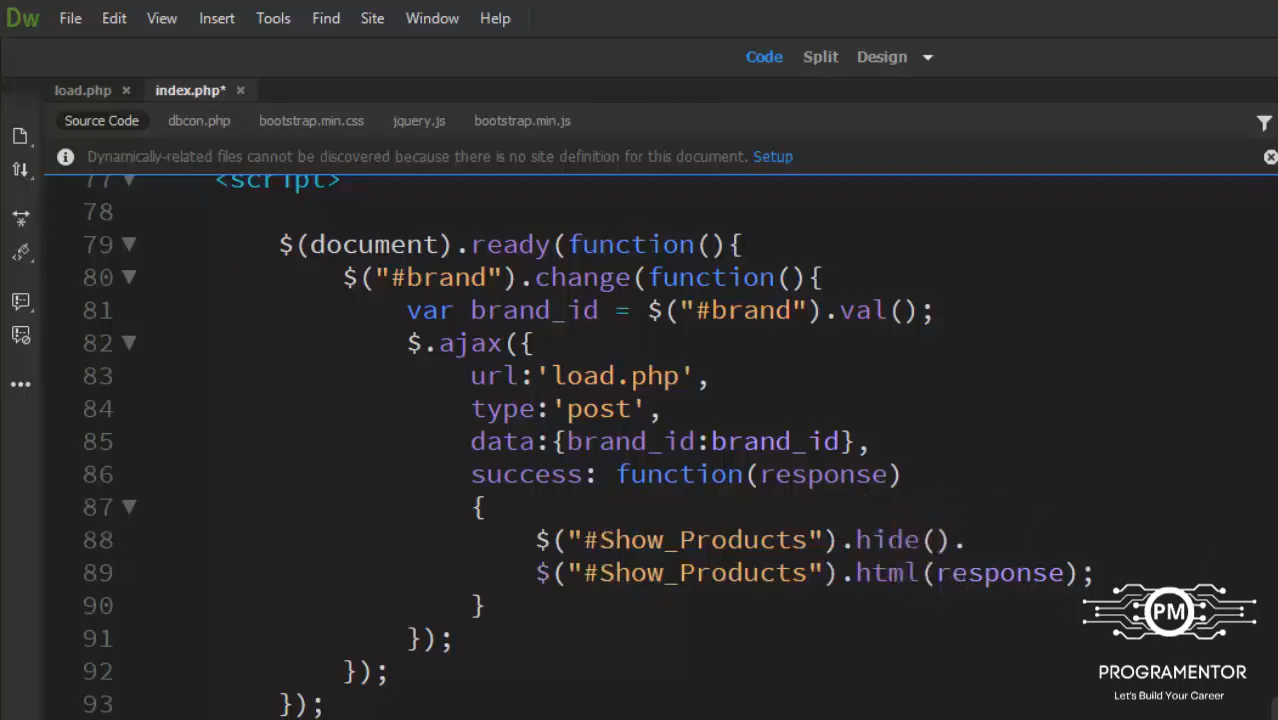 Dw File Edit View Insert Tools Find Site Window Help
Code Split Design
load.php × index.php* ×
Source Code dbcon.php bootstrap.min.css jquery.js bootstrap.min.js
Dynamically-related files cannot be discovered because there is no site definition for this document. Setup
77 <script>
78
79 $(document).ready(function(){
80 $("#brand").change(function(){
81 var brand_id = $("#brand").val();
82 $.ajax({
83 url:'load.php',
84 type:'post',
85 data:{brand_id:brand_id},
86 success: function(response)
87 {
88 $("#Show_Products").hide().
89 $("#Show_Products").html(response);
90 }
91 });
92 });
93 });
PM
PROGRAMENTOR
Let's Build Your Career